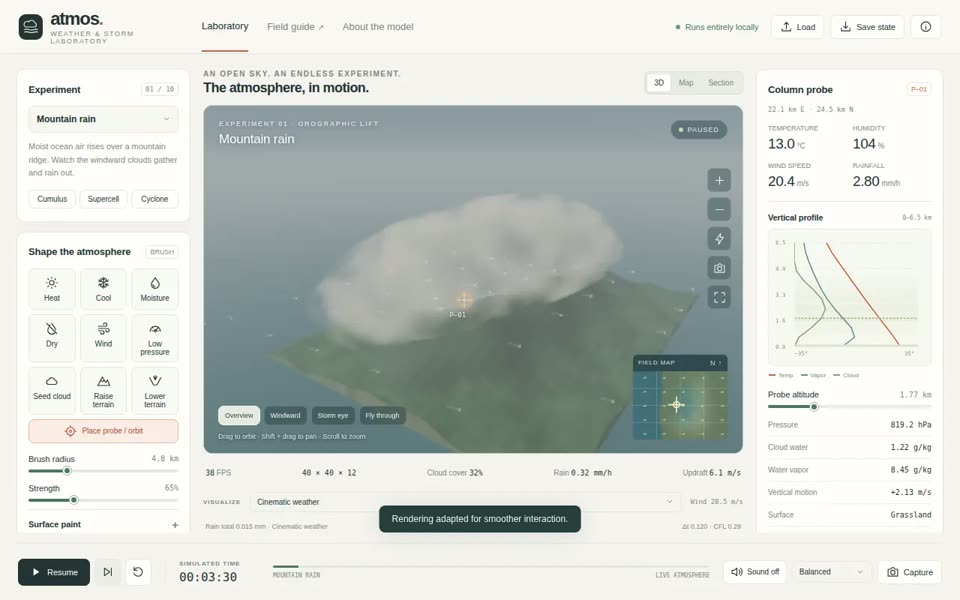 atmos.
WEATHER & STORM
LABORATORY
Laboratory
Field guide ↗
About the model
Runs entirely locally
Load
Save state
Experiment
01 / 10
Mountain rain
Moist ocean air rises over a mountain
ridge. Watch the windward clouds gather
and rain out.
Cumulus
Supercell
Cyclone
Shape the atmosphere
BRUSH
Heat
Cool
Moisture
Dry
Wind
Low
pressure
Seed cloud
Raise
terrain
Lower
terrain
Place probe / orbit
Brush radius
4.8 km
Strength
65%
Surface paint
+
AN OPEN SKY. AN ENDLESS EXPERIMENT.
The atmosphere, in motion.
3D
Map
Section
EXPERIMENT 01 · OROGRAPHIC LIFT
Mountain rain
PAUSED
P—01
FIELD MAP
N ↑
Overview
Windward
Storm eye
Fly through
Drag to orbit · Shift + drag to pan · Scroll to zoom
38 FPS
40 × 40 × 12
Cloud cover 32%
Rain 0.32 mm/h
Updraft 6.1 m/s
VISUALIZE
Cinematic weather
Wind 28.5 m/s
Rendering adapted for smoother interaction.
Rain total 0.015 mm · Cinematic weather
Δt 0.120 · CFL 0.29
Column probe
P—01
22.1 km E · 24.5 km N
TEMPERATURE
HUMIDITY
13.0 °C
104 %
WIND SPEED
RAINFALL
20.4 m/s
2.80 mm/h
Vertical profile
0–6.5 km
6.5
4.9
3.3
1.6
0.0
-35°
35°
Temp
Vapor
Cloud
Probe altitude
1.77 km
Pressure
819.2 hPa
Cloud water
1.22 g/kg
Water vapor
8.45 g/kg
Vertical motion
+2.13 m/s
Surface
Grassland
Resume
SIMULATED TIME
00:03:30
MOUNTAIN RAIN
LIVE ATMOSPHERE
Sound off
Balanced
Capture